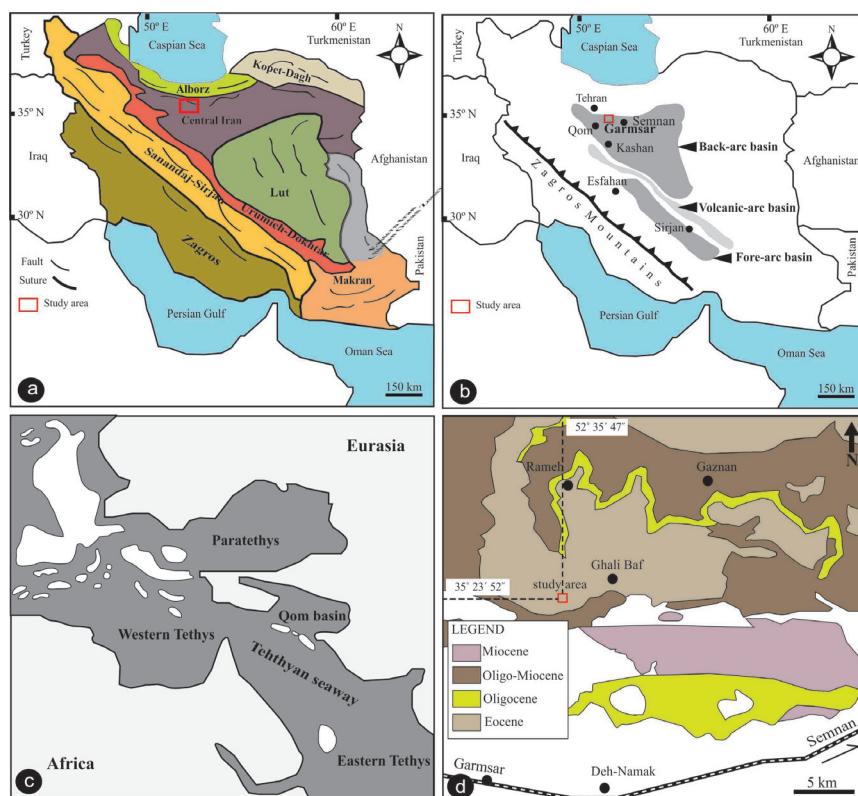 50º E
60º E
N
Turkey
Caspian Sea
Turkmenistan
Kopet-Dagh
Alborz
35º N
Central Iran
Iraq
Sanandaj-Sirjan
Lut
Afghanistan
30º N
Urumieh-Dokhtar
Zagros
Fault
Suture
Study area
Makran
Pakistan
Persian Gulf
Oman Sea
a
150 km
50º E
60º E
N
Turkey
Caspian Sea
Turkmenistan
Tehran
35º N
Semnan
Qom
Garmsar
Kashan
Back-arc basin
Iraq
Afghanistan
Esfahan
Zagros Mountains
Volcanic-arc basin
30º N
Sirjan
Fore-arc basin
Pakistan
Study area
Persian Gulf
Oman Sea
b
150 km
Eurasia
Paratethys
Qom basin
Western Tethys
Tehthyan seaway
Africa
Eastern Tethys
c
52° 35′ 47″
N
Rameh
Gaznan
Ghali Baf
35° 23′ 52″
study area
LEGEND
Miocene
Oligo-Miocene
Oligocene
Eocene
Semnan
Garmsar
Deh-Namak
d
5 km